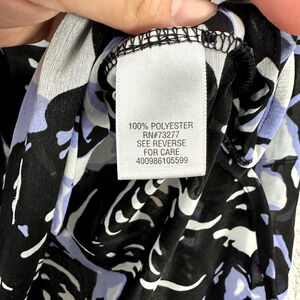 100% POLYESTER
RN#73277
SEE REVERSE
FOR CARE
400986105599